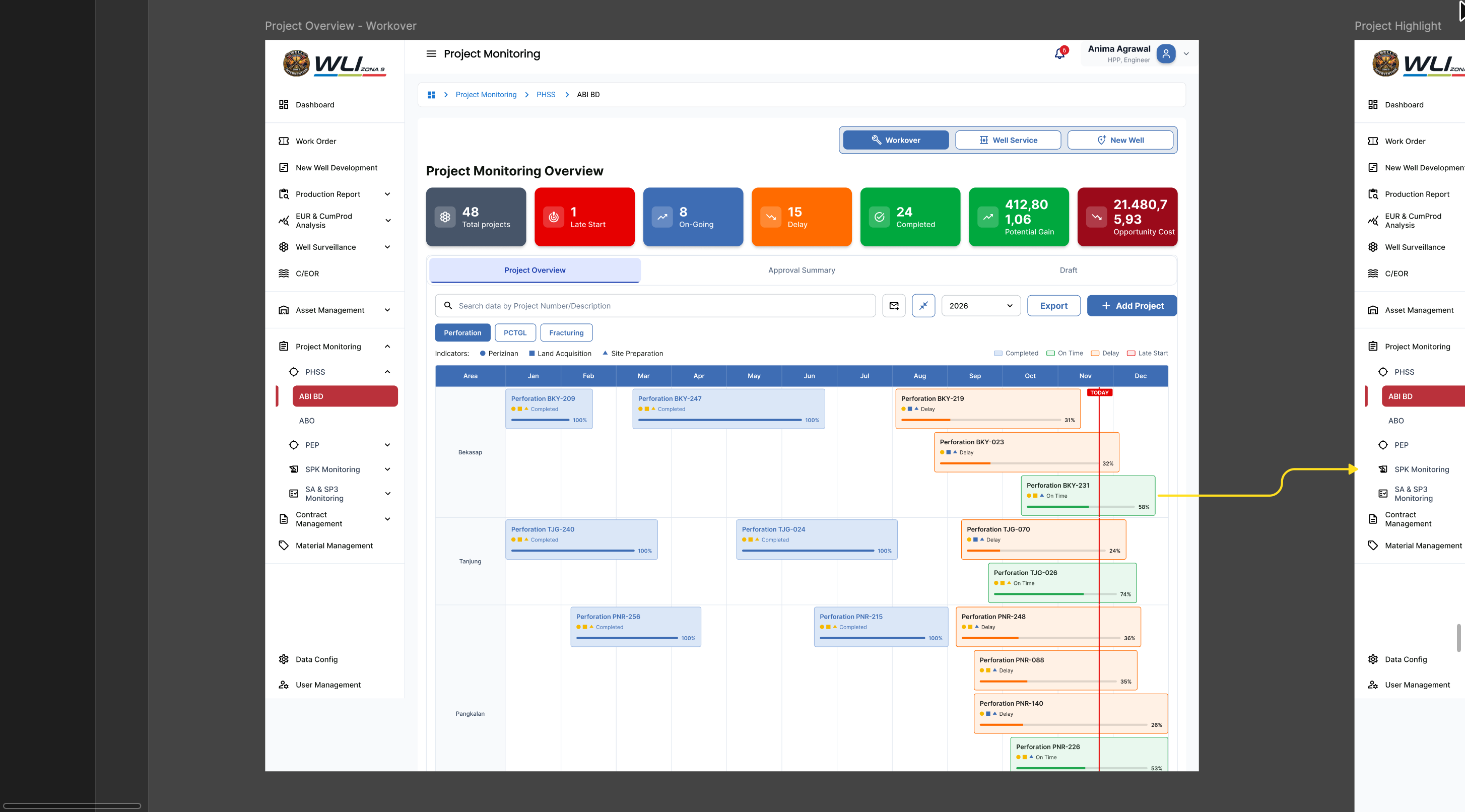 Project Overview - Workover
Project Highlight
WLI ZONA 9
Dashboard
Work Order
New Well Development
Production Report
EUR & CumProd
Analysis
Well Surveillance
C/EOR
Asset Management
Project Monitoring
PHSS
ABI BD
ABO
PEP
SPK Monitoring
SA & SP3
Monitoring
Contract
Management
Material Management
Data Config
User Management
Project Monitoring
6
Anima Agrawal
HPP, Engineer
Project Monitoring > PHSS > ABI BD
Workover
Well Service
New Well
Project Monitoring Overview
48
Total projects
1
Late Start
8
On-Going
15
Delay
24
Completed
412,80
1,06
Potential Gain
21.480,7
5,93
Opportunity Cost
Project Overview
Approval Summary
Draft
Search data by Project Number/Description
2026
Export
+ Add Project
Perforation
PCTGL
Fracturing
Indicators: Perizinan Land Acquisition Site Preparation
Completed On Time Delay Late Start
Area Jan Feb Mar Apr May Jun Jul Aug Sep Oct Nov Dec
TODAY
Bekasap
Perforation BKY-209
Completed
100%
Perforation BKY-247
Completed
100%
Perforation BKY-219
Delay
31%
Perforation BKY-023
Delay
32%
Perforation BKY-231
On Time
58%
Tanjung
Perforation TJG-240
Completed
100%
Perforation TJG-024
Completed
100%
Perforation TJG-070
Delay
24%
Perforation TJG-026
On Time
74%
Pangkalan
Perforation PNR-256
Completed
100%
Perforation PNR-215
Completed
100%
Perforation PNR-248
Delay
36%
Perforation PNR-088
Delay
35%
Perforation PNR-140
Delay
26%
Perforation PNR-226
On Time
53%
WLI
Dashboard
Work Order
New Well Development
Production Report
EUR & CumProd
Analysis
Well Surveillance
C/EOR
Asset Management
Project Monitoring
PHSS
ABI BD
ABO
PEP
SPK Monitoring
SA & SP3
Monitoring
Contract
Management
Material Management
Data Config
User Management